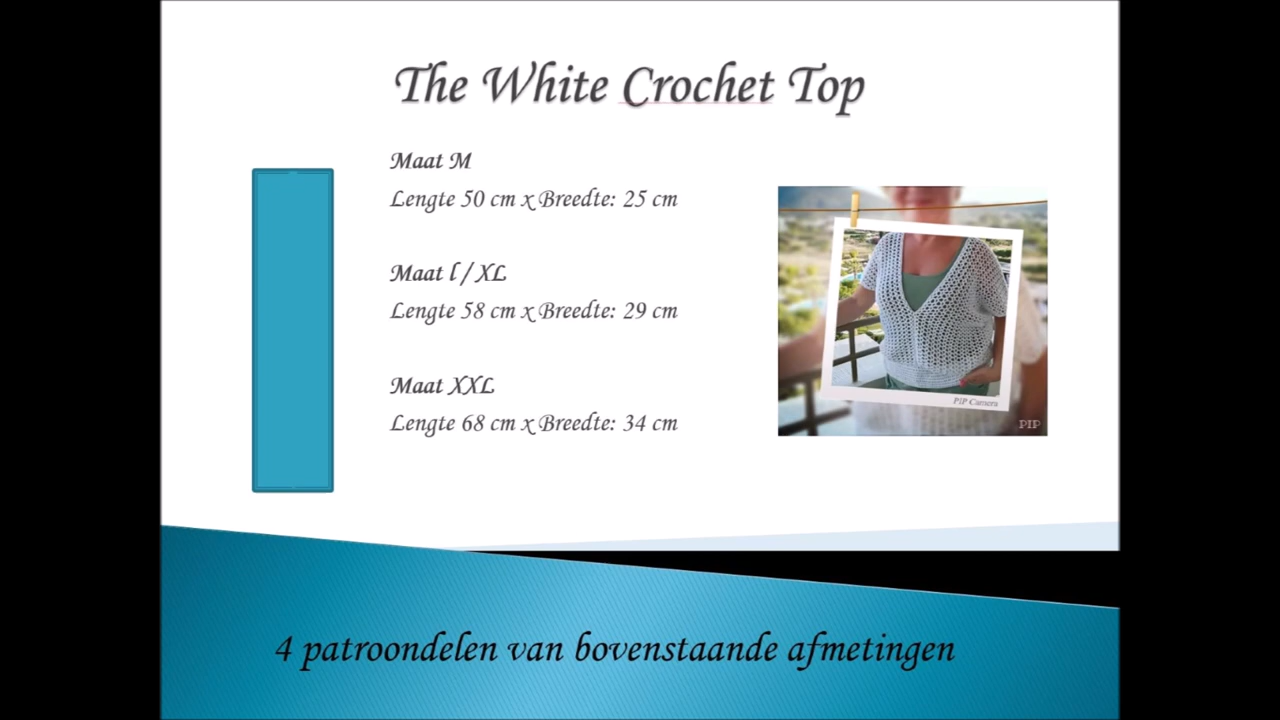 The White Crochet Top
Maat M
Lengte 50 cm x Breedte: 25 cm
Maat l / XL
Lengte 58 cm x Breedte: 29 cm
Maat XXL
Lengte 68 cm x Breedte: 34 cm
PIP Camera
PIP
4 patroondelen van bovenstaande afmetingen